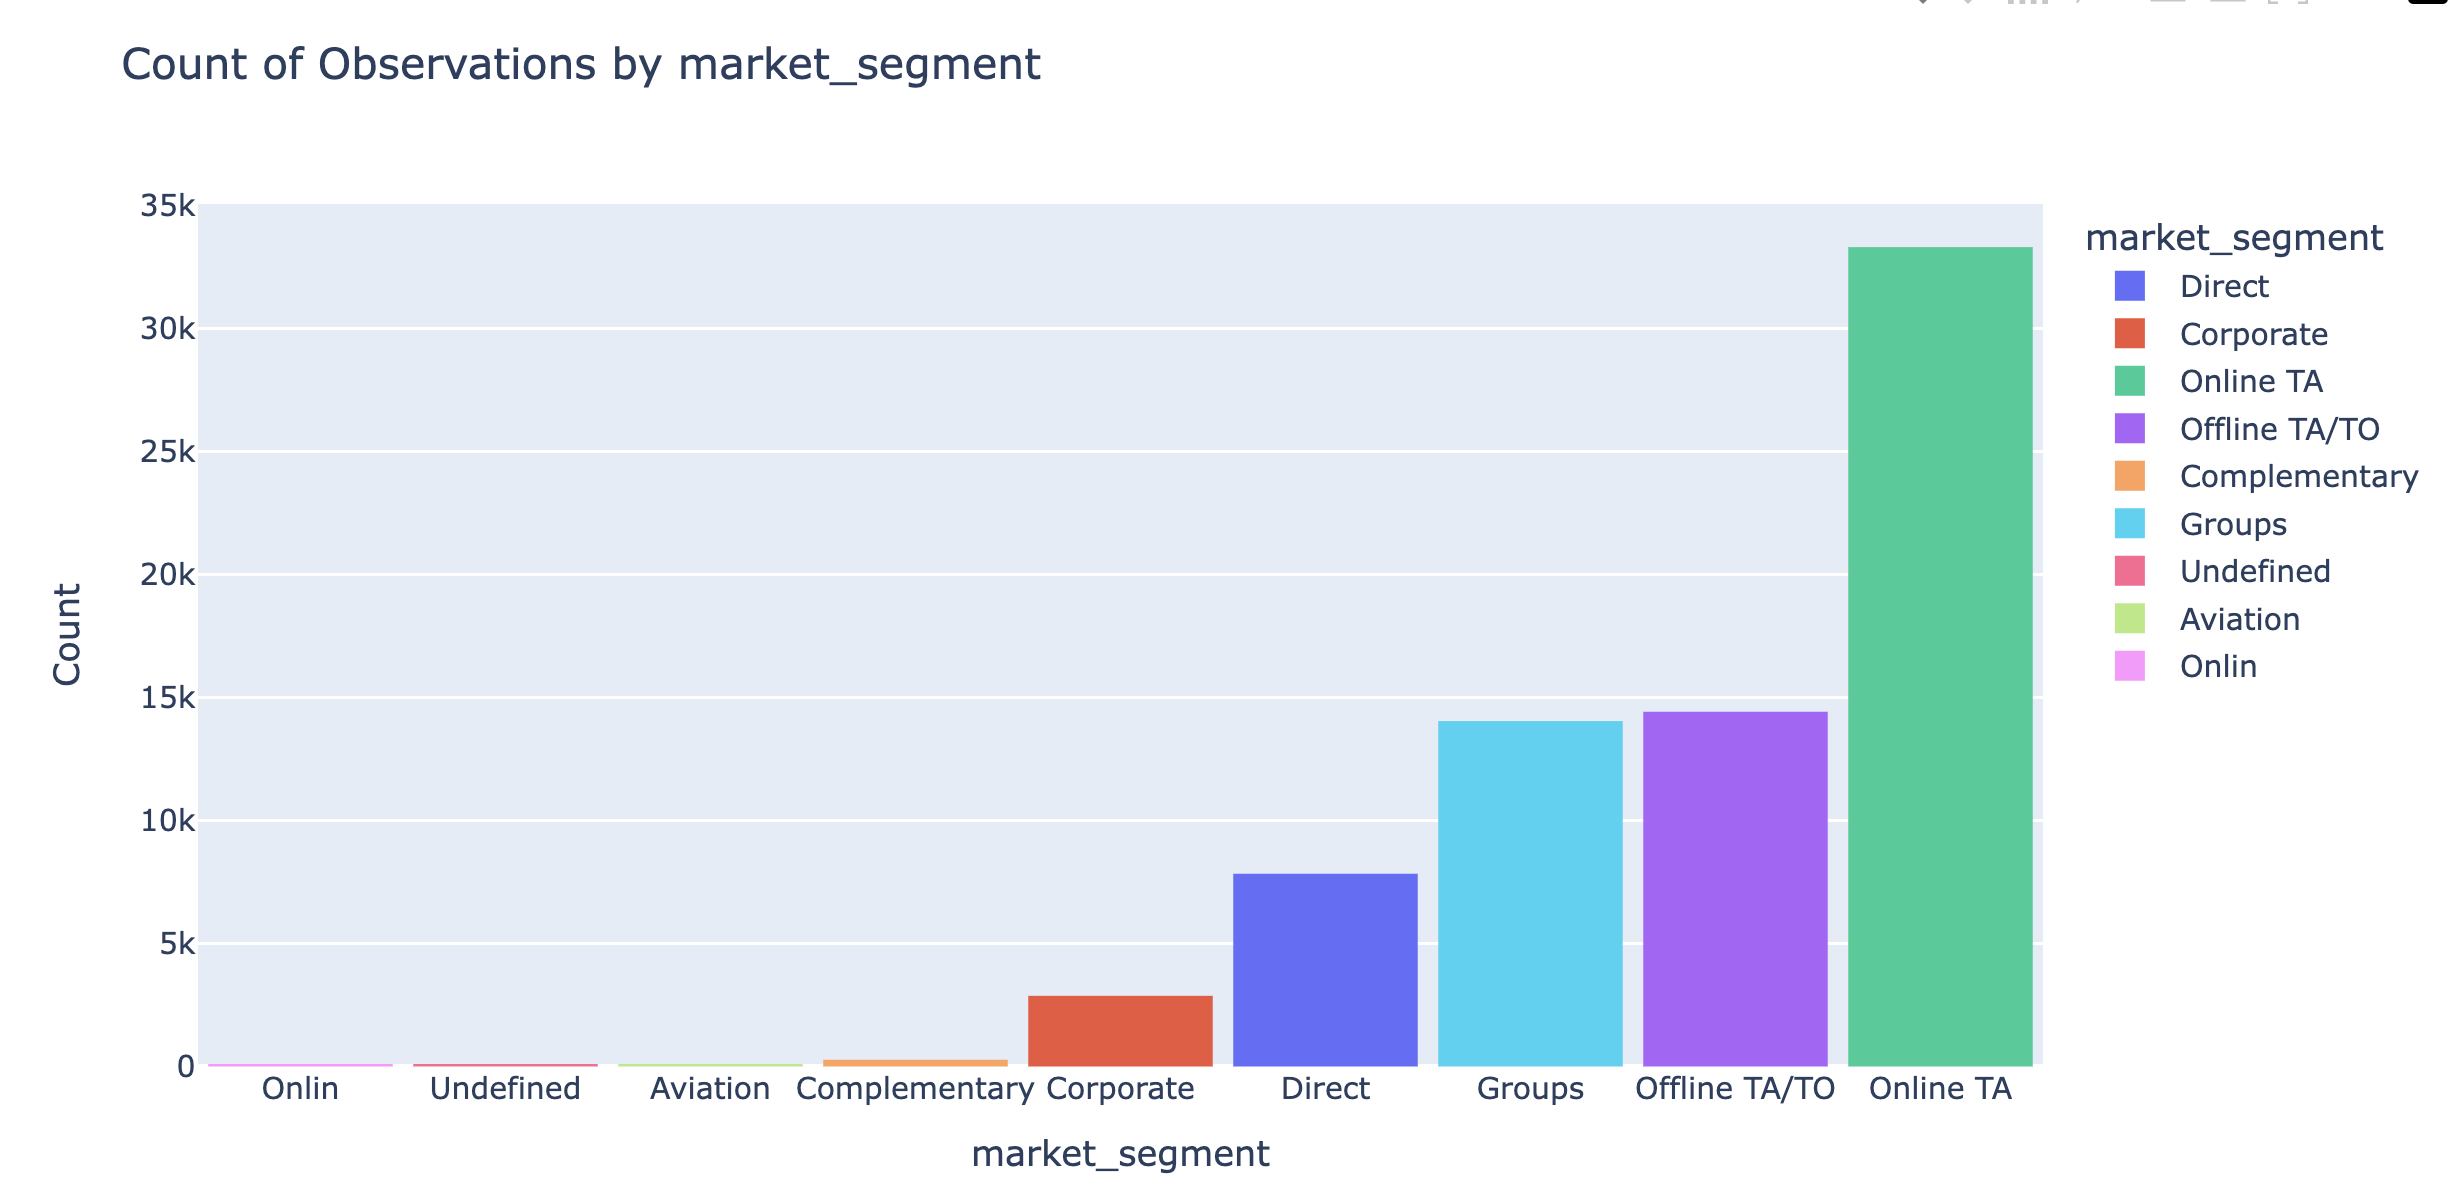 Count of Observations by market_segment
35k
30k
25k
20k
15k
10k
5k
0
Count
Onlin Undefined Aviation Complementary Corporate Direct Groups Offline TA/TO Online TA
market_segment
market_segment
Direct
Corporate
Online TA
Offline TA/TO
Complementary
Groups
Undefined
Aviation
Onlin